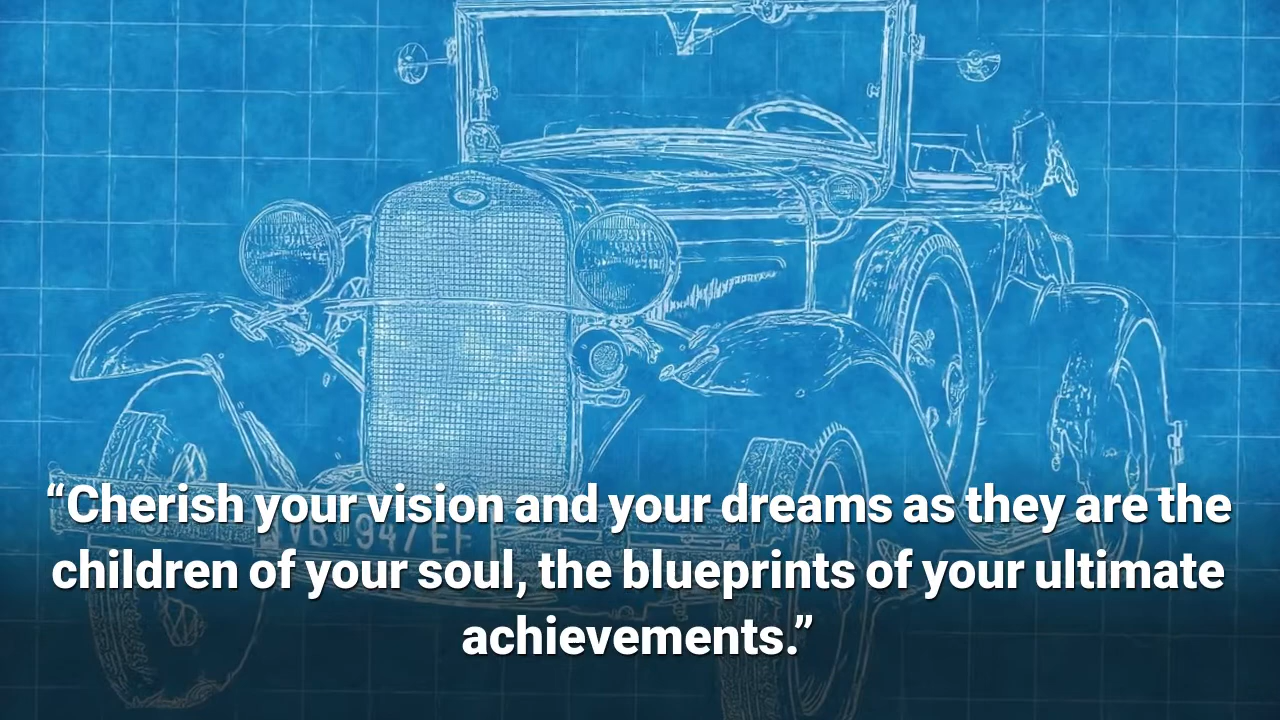 “Cherish your vision and your dreams as they are the
children of your soul, the blueprints of your ultimate
achievements.”